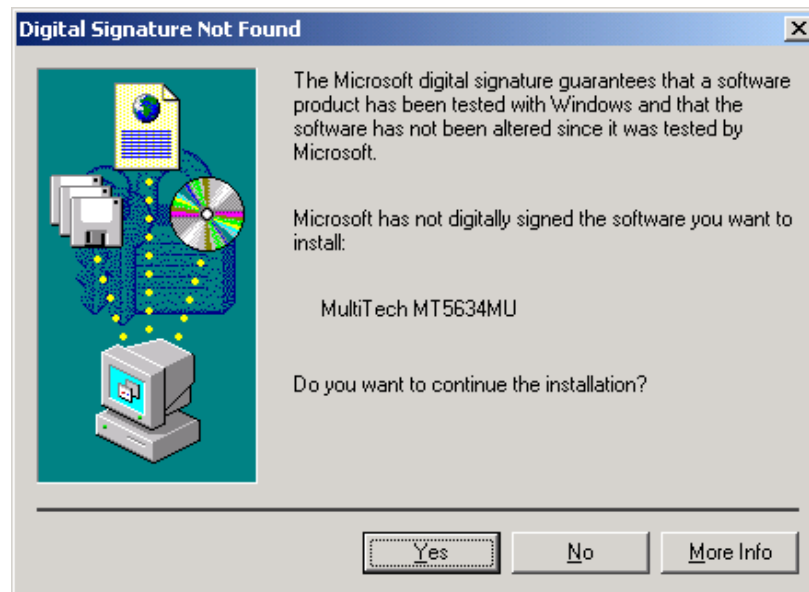 Digital Signature Not Found
The Microsoft digital signature guarantees that a software
product has been tested with Windows and that the
software has not been altered since it was tested by
Microsoft.
Microsoft has not digitally signed the software you want to
install:
MultiTech MT5634MU
Do you want to continue the installation?
Yes
No
More Info